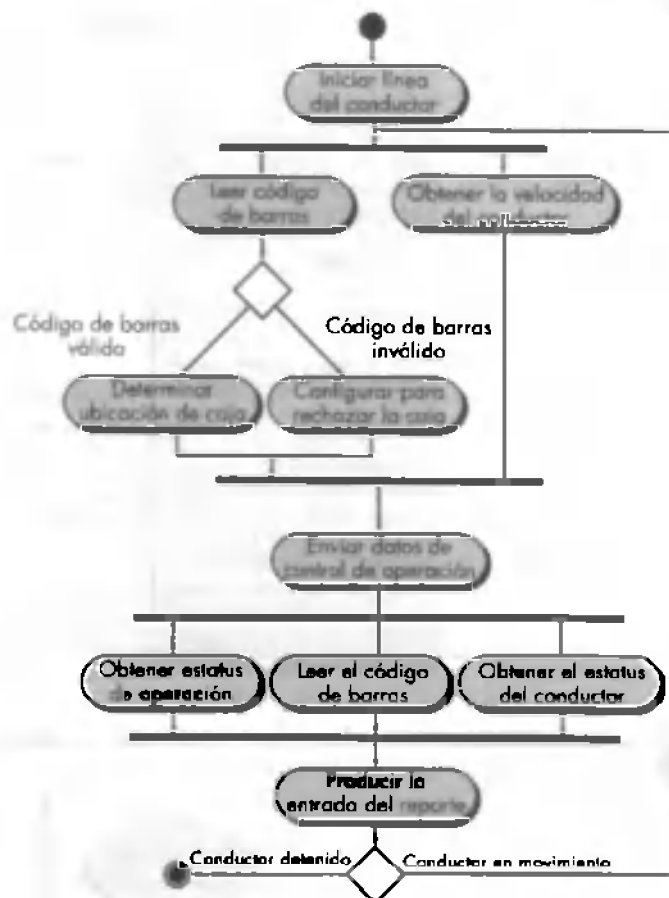 Iniciar línea
del conductor
Leer código
de barras
Obtener la velocidad
del conductor
Código de barras
válido
Código de barras
inválido
Determinar
ubicación de caja
Configurar para
rechazar la caja
Enviar datos de
control de operación
Obtener estatus
de operación
Leer el código
de barras
Obtener el estatus
del conductor
Producir la
entrada del reporte
Conductor detenido
Conductor en movimiento